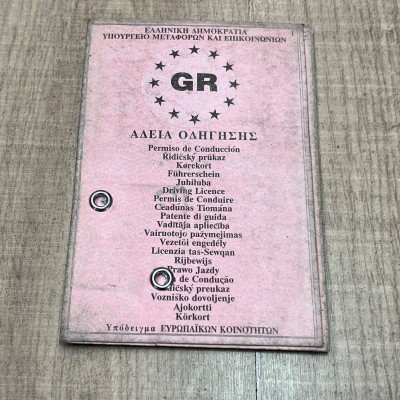 ΕΛΛΗΝΙΚΗ ΔΗΜΟΚΡΑΤΙΑ
ΥΠΟΥΡΓΕΙΟ ΜΕΤΑΦΟΡΩΝ ΚΑΙ ΕΠΙΚΟΙΝΩΝΙΩΝ
GR
ΑΔΕΙΑ ΟΔΗΓΗΣΗΣ
Permiso de Conducción
Řidičský průkaz
Kørekort
Führerschein
Juhiluba
Driving Licence
Permis de Conduire
Ceadúnas Tiomána
Patente di guida
Vadītāja apliecība
Vairuotojo pažymėjimas
Vezetői engedély
Liċenzja tas-Sewqan
Rijbewijs
Prawo Jazdy
de Condução
preukaz
Vozniško dovoljenje
Ajokortti
Körkort
Υπόδειγμα ΕΥΡΩΠΑΪΚΩΝ ΚΟΙΝΟΤΗΤΩΝ